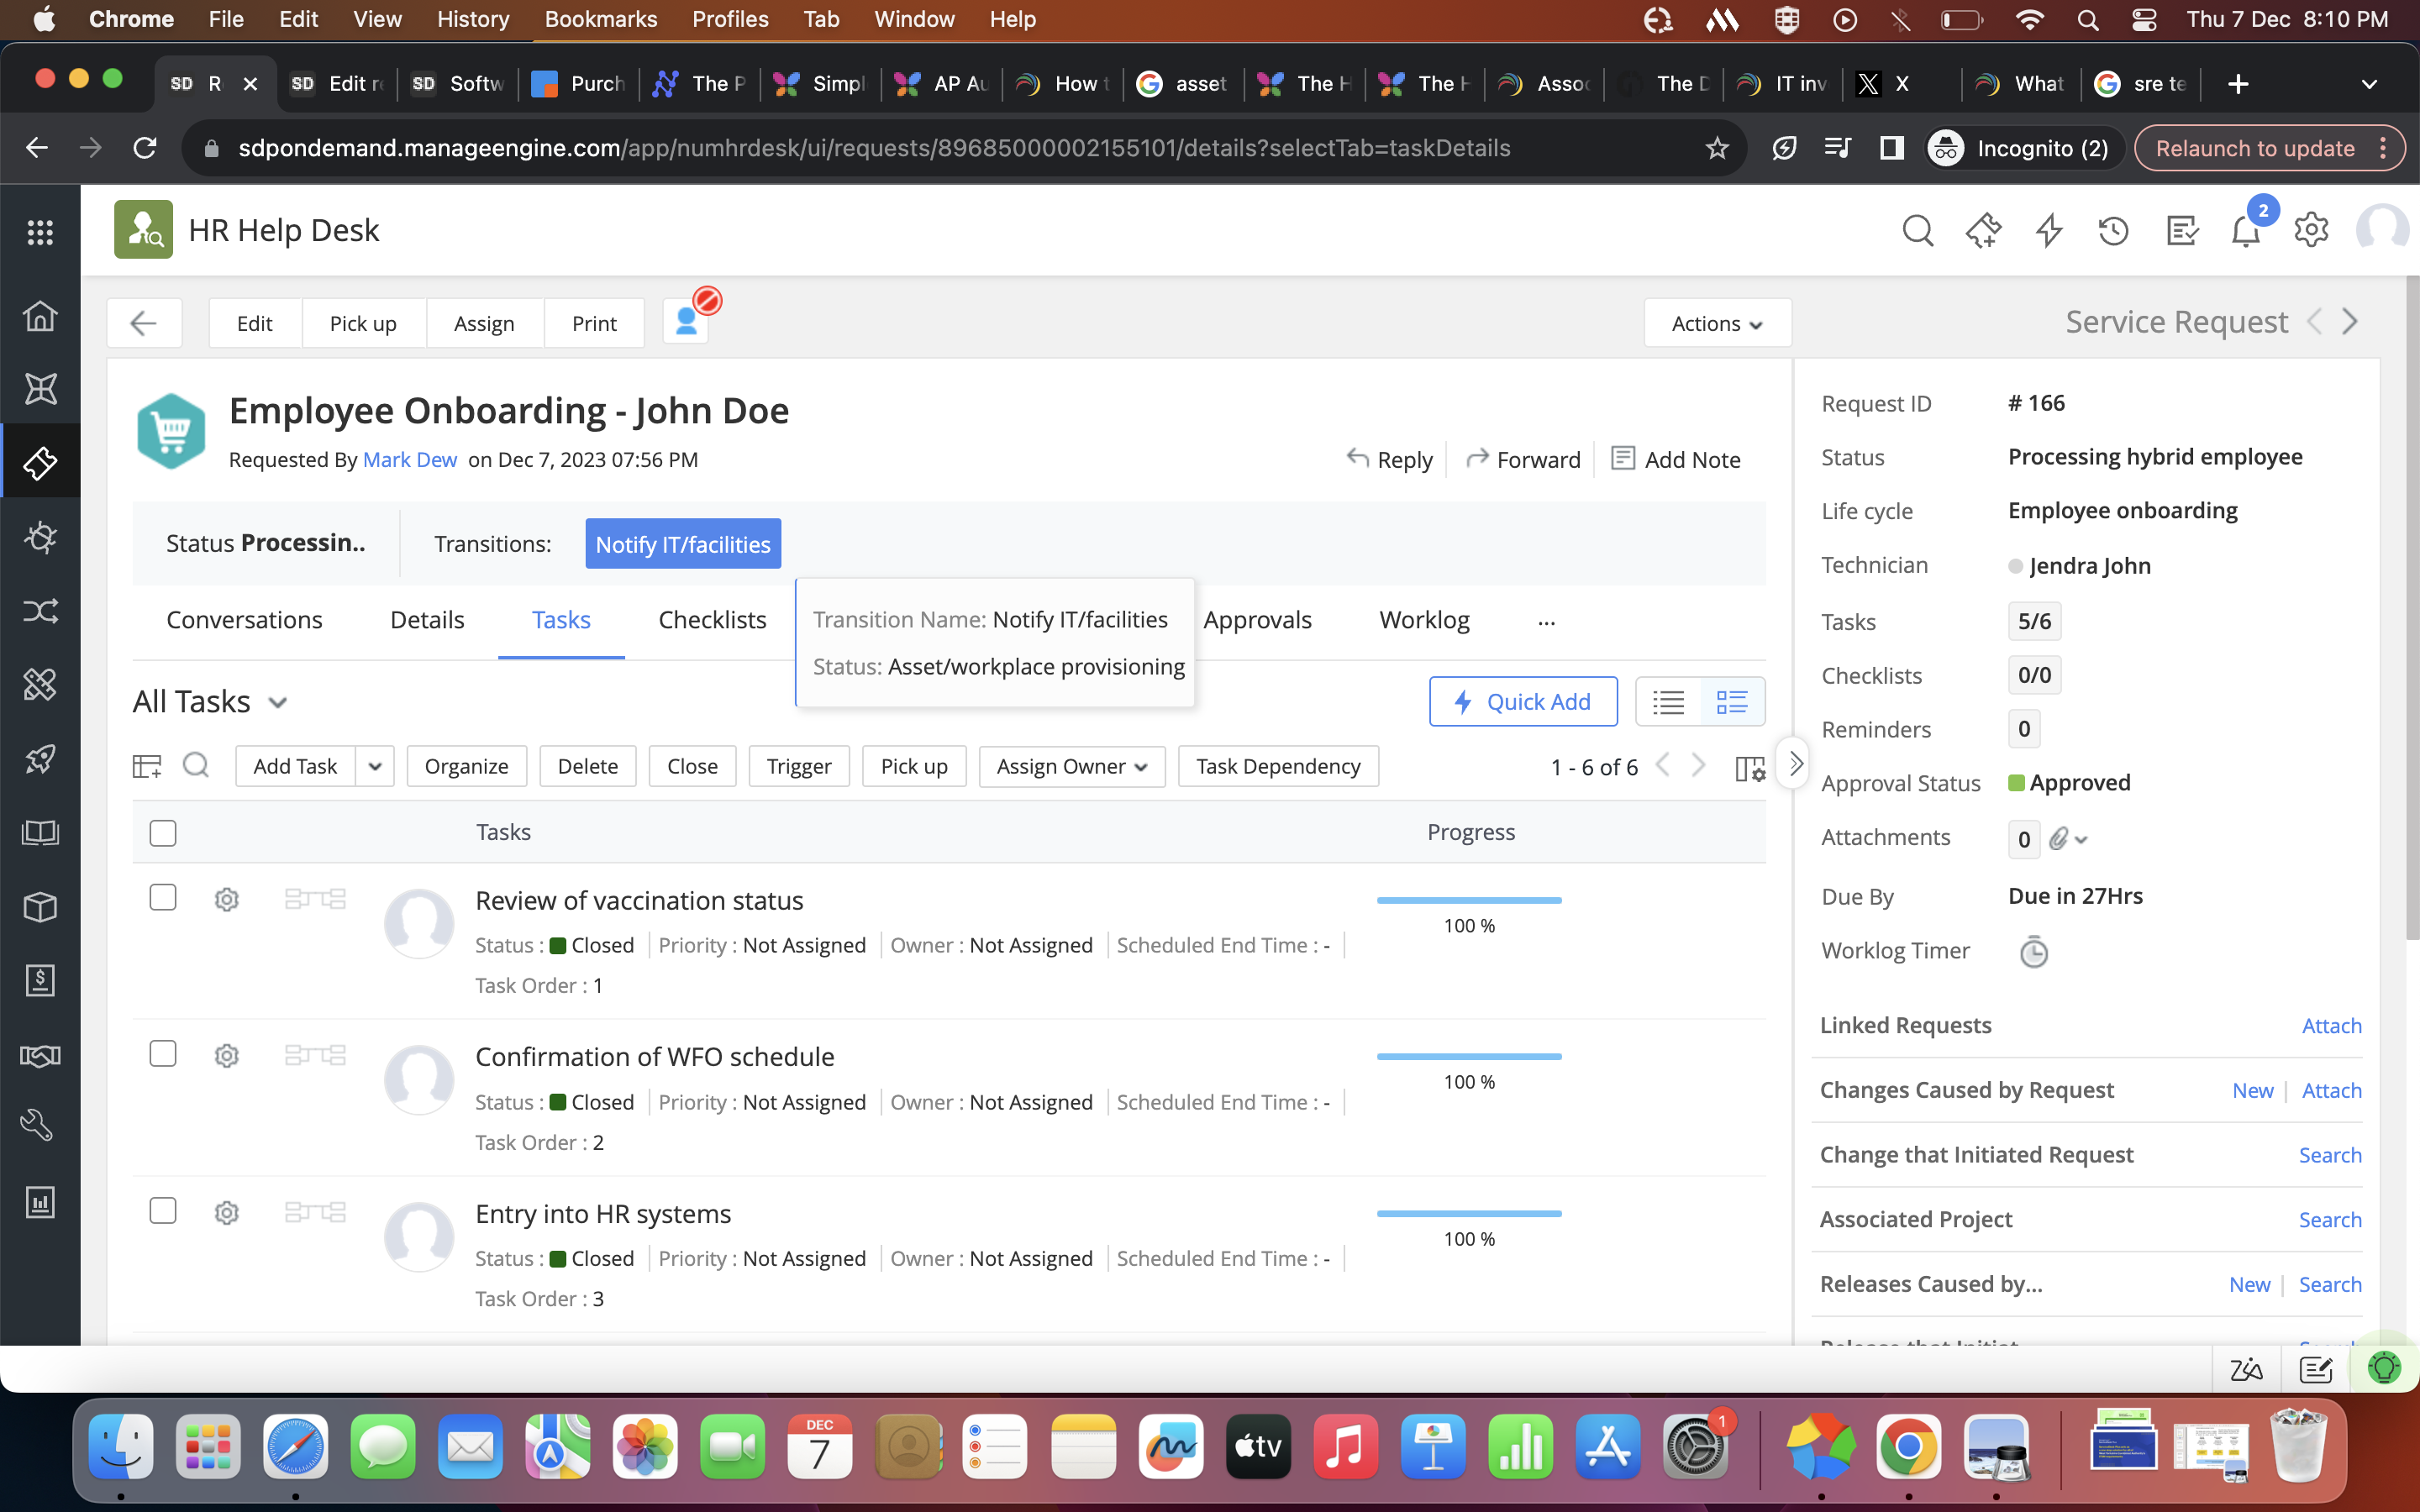 Chrome File Edit View History Bookmarks Profiles Tab Window Help Thu 7 Dec 8:10 PM
SD R SD Edit r SD Softw Purch The P Simpl AP Au How t asset The H The H Assoc The D IT inv X What sre te
sdpondemand.manageengine.com/app/numhrdesk/ui/requests/89685000002155101/details?selectTab=taskDetails Incognito (2) Relaunch to update
HR Help Desk 2
Edit Pick up Assign Print Actions Service Request
Employee Onboarding - John Doe
Requested By Mark Dew on Dec 7, 2023 07:56 PM Reply Forward Add Note
Status Processin.. Transitions: Notify IT/facilities
Conversations Details Tasks Checklists Approvals Worklog ...
Transition Name: Notify IT/facilities
Status: Asset/workplace provisioning
All Tasks Quick Add
Add Task Organize Delete Close Trigger Pick up Assign Owner Task Dependency 1 - 6 of 6
Tasks Progress
Review of vaccination status
100 %
Status : Closed Priority : Not Assigned Owner : Not Assigned Scheduled End Time : -
Task Order : 1
Confirmation of WFO schedule
100 %
Status : Closed Priority : Not Assigned Owner : Not Assigned Scheduled End Time : -
Task Order : 2
Entry into HR systems
100 %
Status : Closed Priority : Not Assigned Owner : Not Assigned Scheduled End Time : -
Task Order : 3
Request ID # 166
Status Processing hybrid employee
Life cycle Employee onboarding
Technician Jendra John
Tasks 5/6
Checklists 0/0
Reminders 0
Approval Status Approved
Attachments 0
Due By Due in 27Hrs
Worklog Timer
Linked Requests Attach
Changes Caused by Request New Attach
Change that Initiated Request Search
Associated Project Search
Releases Caused by... New Search
DEC
7
tv
1